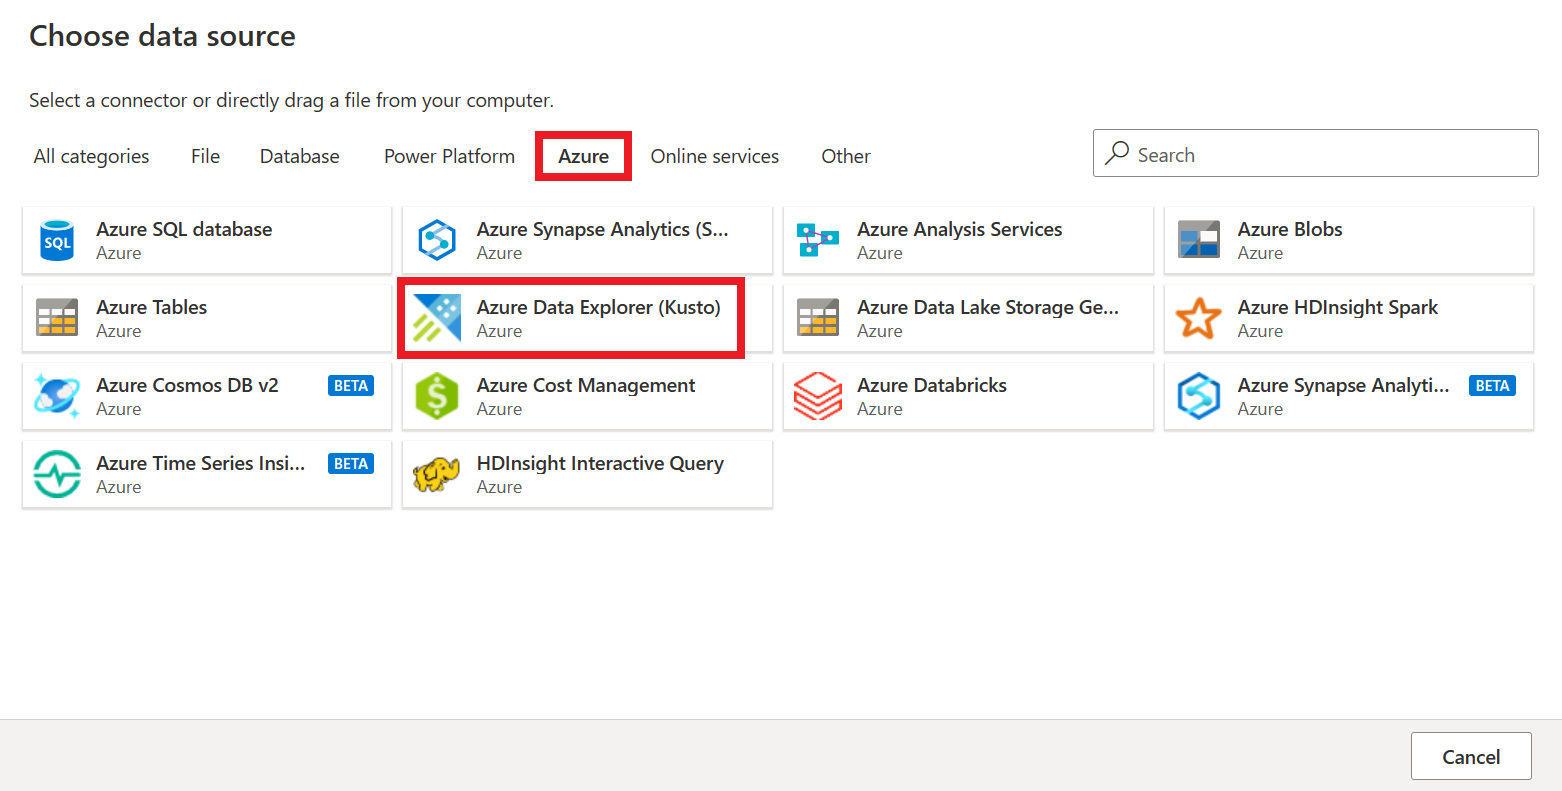 Choose data source
Select a connector or directly drag a file from your computer.
All categories File Database Power Platform Azure Online services Other Search
SQL Azure SQL database
Azure
Azure Synapse Analytics (S...
Azure
Azure Analysis Services
Azure
Azure Blobs
Azure
Azure Tables
Azure
Azure Data Explorer (Kusto)
Azure
Azure Data Lake Storage Ge...
Azure
Azure HDInsight Spark
Azure
Azure Cosmos DB v2 BETA
Azure
$ Azure Cost Management
Azure
Azure Databricks
Azure
Azure Synapse Analyti... BETA
Azure
Azure Time Series Insi... BETA
Azure
HDInsight Interactive Query
Azure
Cancel